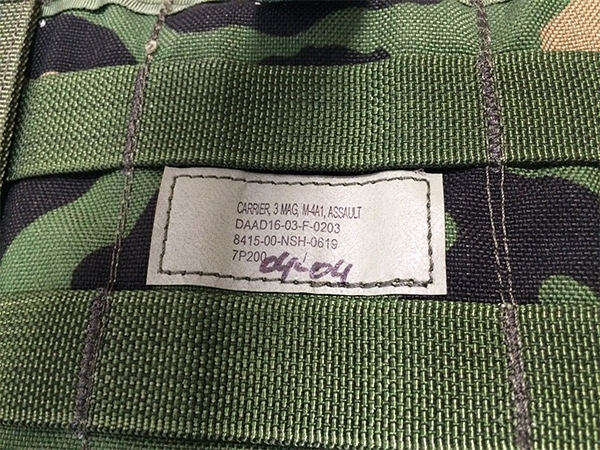 CARRIER, 3 MAG, M-4A1, ASSAULT
DAAD16-03-F-0203
8415-00-NSH-0619
7P200 04-04 /